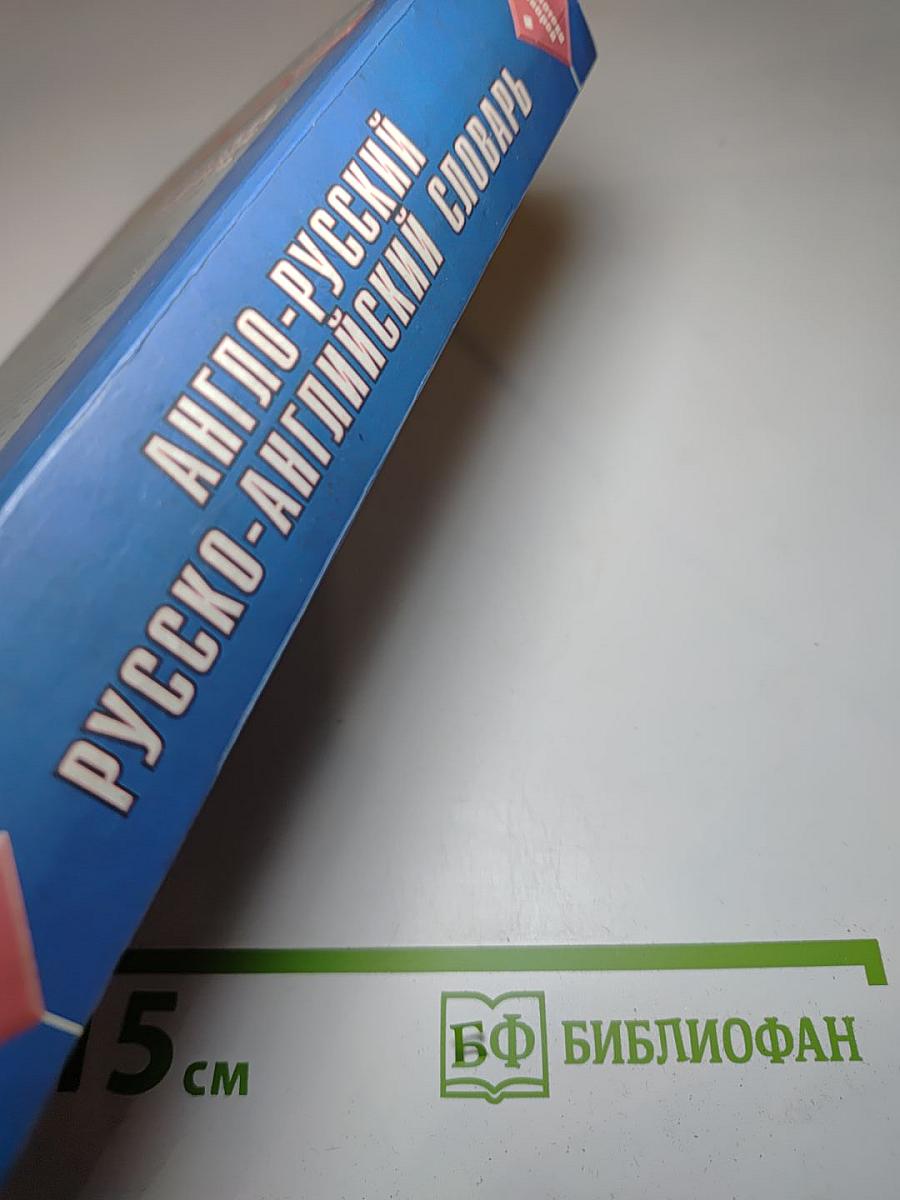 АНГЛО-РУССКИЙ
РУССКО-АНГЛИЙСКИЙ СЛОВАРЬ
15 см
БФ БИБЛИОФАН